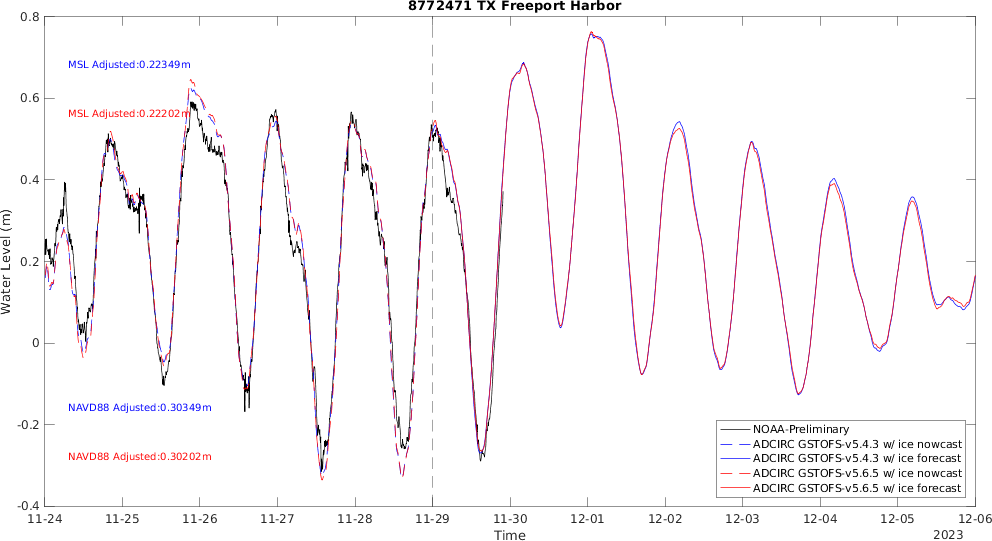 8772471 TX Freeport Harbor
0.8
MSL Adjusted:0.22349m
0.6
MSL Adjusted:0.22202m
0.4
Water Level (m)
0.2
0
NAVD88 Adjusted:0.30349m
-0.2
NAVD88 Adjusted:0.30202m
-0.4
NOAA-Preliminary
ADCIRC GSTOFS-v5.4.3 w/ ice nowcast
ADCIRC GSTOFS-v5.4.3 w/ ice forecast
ADCIRC GSTOFS-v5.6.5 w/ ice nowcast
ADCIRC GSTOFS-v5.6.5 w/ ice forecast
11-24 11-25 11-26 11-27 11-28 11-29 11-30 12-01 12-02 12-03 12-04 12-05 12-06
Time
2023